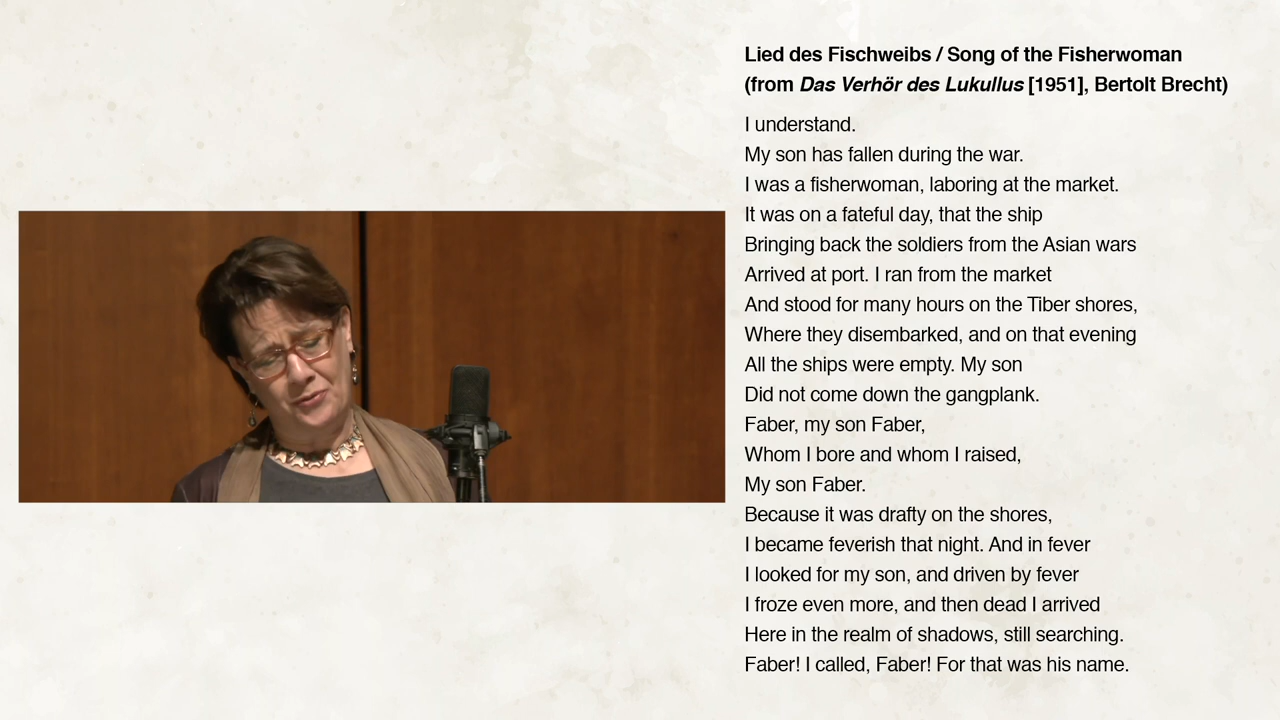 Lied des Fischweibs / Song of the Fisherwoman
(from Das Verhör des Lukullus [1951], Bertolt Brecht)
I understand.
My son has fallen during the war.
I was a fisherwoman, laboring at the market.
It was on a fateful day, that the ship
Bringing back the soldiers from the Asian wars
Arrived at port. I ran from the market
And stood for many hours on the Tiber shores,
Where they disembarked, and on that evening
All the ships were empty. My son
Did not come down the gangplank.
Faber, my son Faber,
Whom I bore and whom I raised,
My son Faber.
Because it was drafty on the shores,
I became feverish that night. And in fever
I looked for my son, and driven by fever
I froze even more, and then dead I arrived
Here in the realm of shadows, still searching.
Faber! I called, Faber! For that was his name.